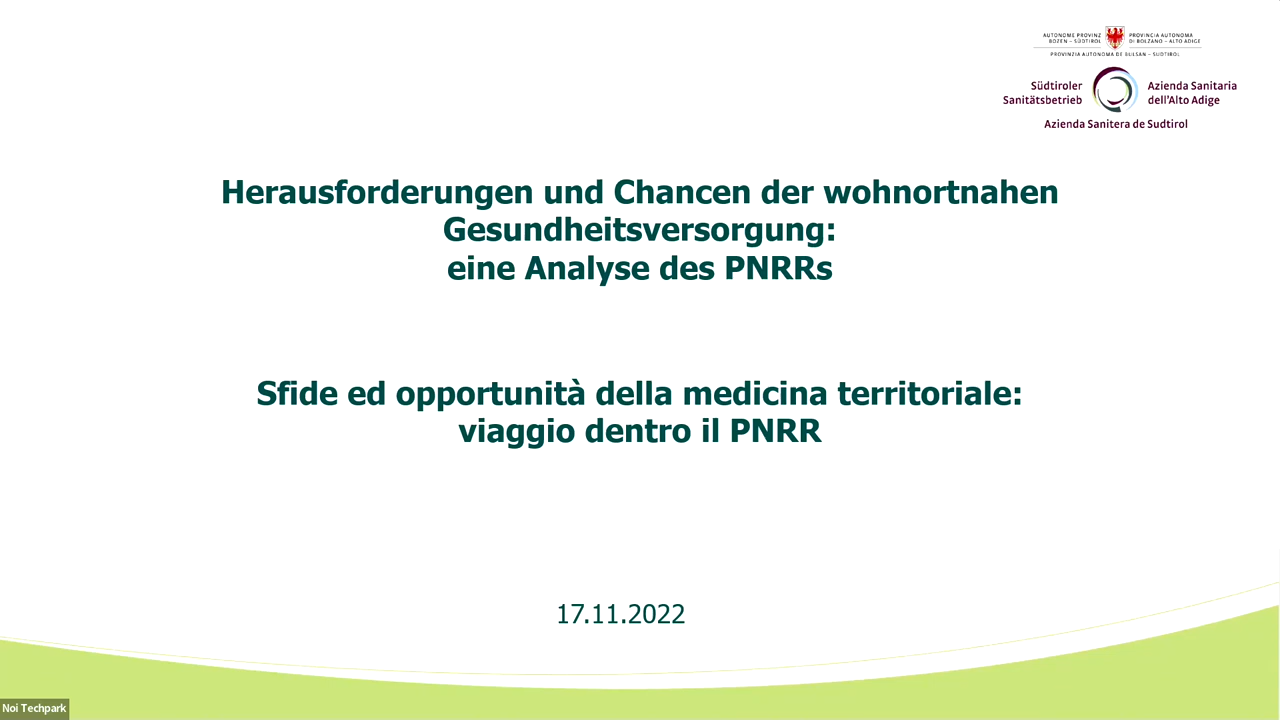 AUTONOME PROVINZ
BOZEN – SÜDTIROL
PROVINCIA AUTONOMA
DI BOLZANO – ALTO ADIGE
PROVINZIA AUTONOMA DE BULSAN – SÜDTIROL
Südtiroler
Sanitätsbetrieb
Azienda Sanitaria
dell'Alto Adige
Azienda Sanitera de Sudtirol
Herausforderungen und Chancen der wohnortnahen
Gesundheitsversorgung:
eine Analyse des PNRRs
Sfide ed opportunità della medicina territoriale:
viaggio dentro il PNRR
17.11.2022
Noi Techpark